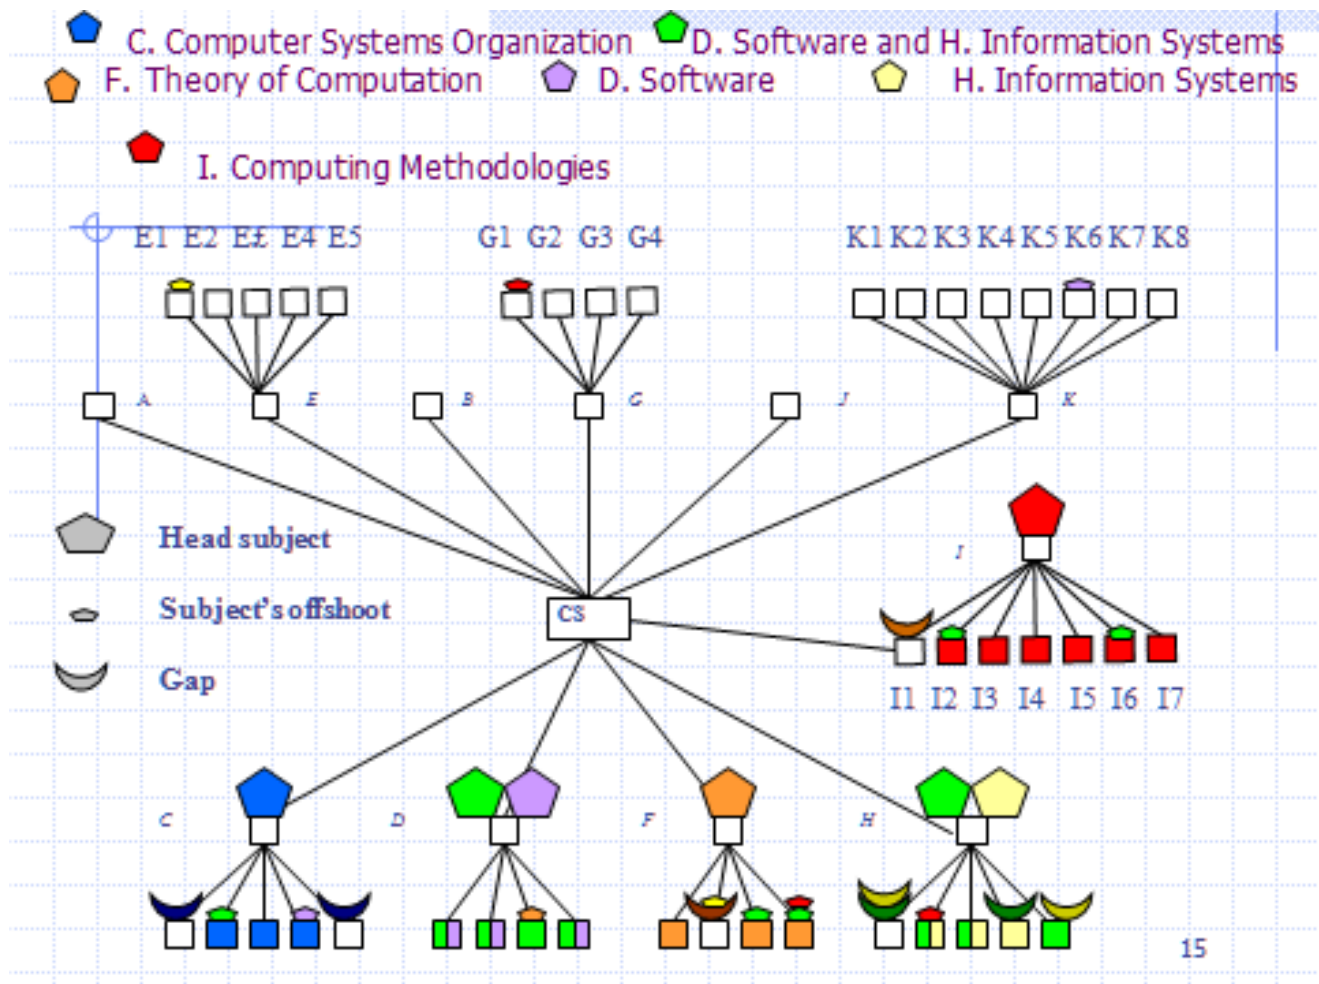 C. Computer Systems Organization D. Software and H. Information Systems
F. Theory of Computation D. Software H. Information Systems
I. Computing Methodologies
E1 E2 E£ E4 E5 G1 G2 G3 G4 K1 K2 K3 K4 K5 K6 K7 K8
A E B G J K
Head subject
I
Subject's offshoot
CS
Gap
I1 I2 I3 I4 I5 I6 I7
C D F H
15